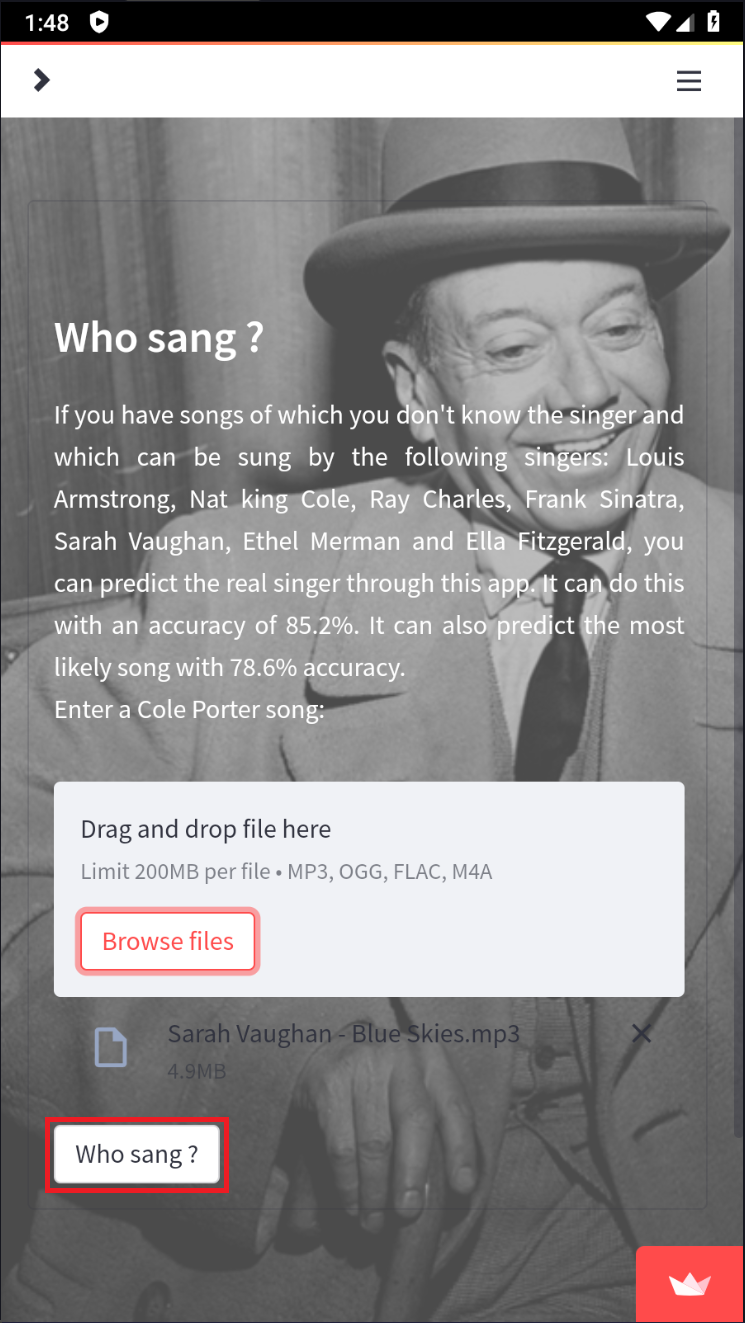 1:48
Who sang ?
If you have songs of which you don't know the singer and
which can be sung by the following singers: Louis
Armstrong, Nat king Cole, Ray Charles, Frank Sinatra,
Sarah Vaughan, Ethel Merman and Ella Fitzgerald, you
can predict the real singer through this app. It can do this
with an accuracy of 85.2%. It can also predict the most
likely song with 78.6% accuracy.
Enter a Cole Porter song:
Drag and drop file here
Limit 200MB per file • MP3, OGG, FLAC, M4A
Browse files
Sarah Vaughan - Blue Skies.mp3
4.9MB
Who sang ?